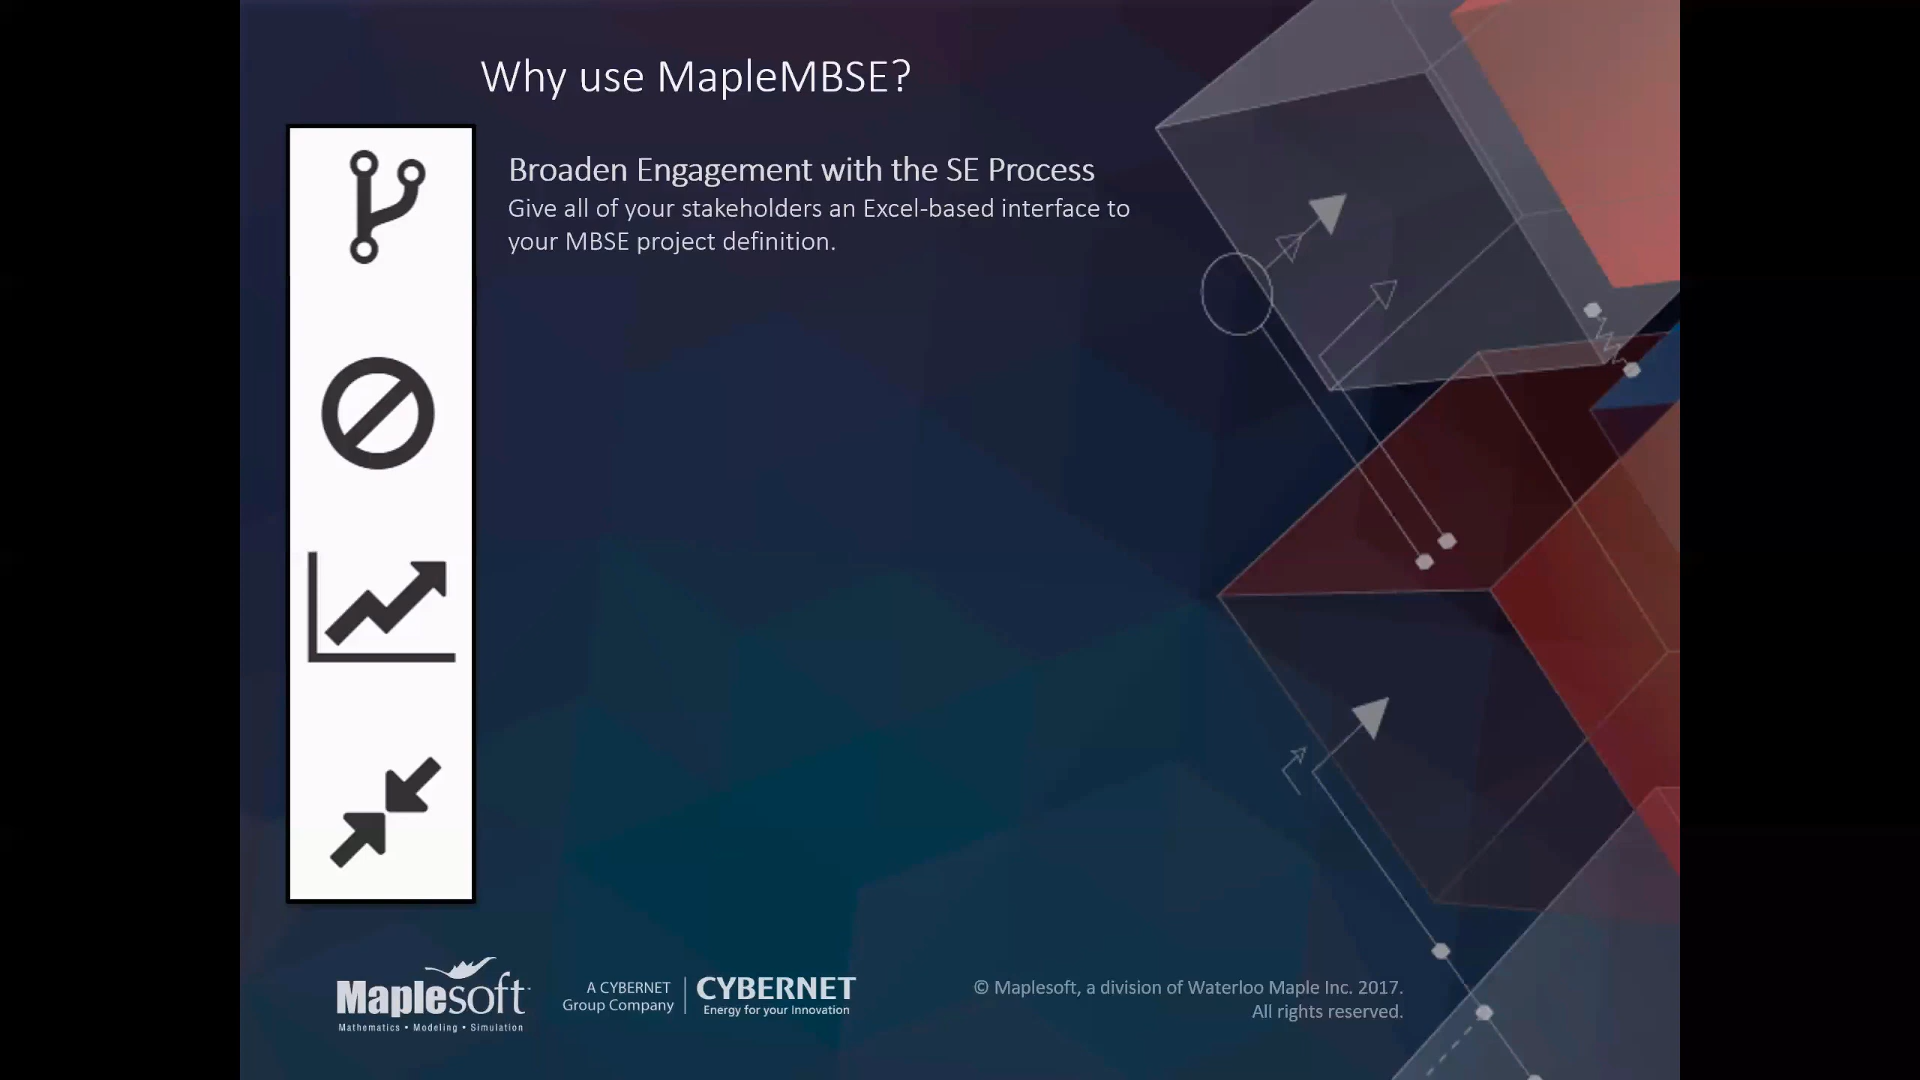 Why use MapleMBSE?
Broaden Engagement with the SE Process
Give all of your stakeholders an Excel-based interface to
your MBSE project definition.
Maplesoft
Mathematics • Modeling • Simulation
A CYBERNET
Group Company
CYBERNET
Energy for your Innovation
© Maplesoft, a division of Waterloo Maple Inc. 2017.
All rights reserved.